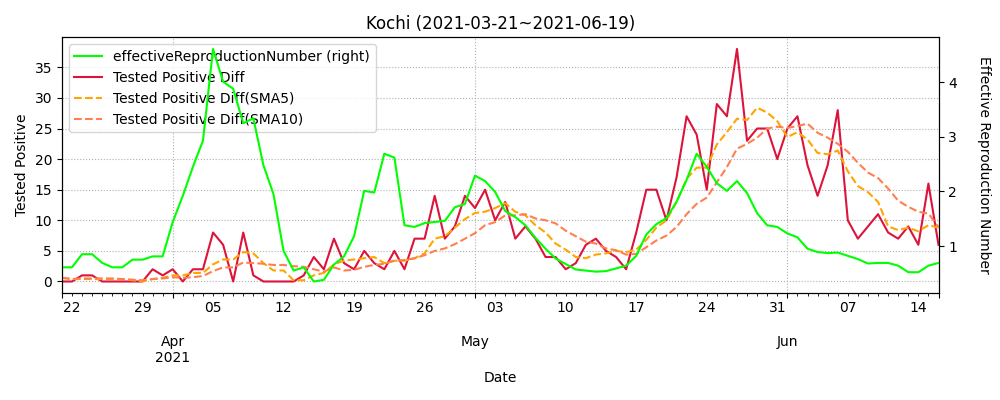 Kochi (2021-03-21~2021-06-19)
effectiveReproductionNumber (right)
Tested Positive Diff
Tested Positive Diff(SMA5)
Tested Positive Diff(SMA10)
Tested Positive
35
30
25
20
15
10
5
0
4
3
2
1
Effective Reproduction Number
22 29 05 12 19 26 03 10 17 24 31 07 14
Apr May Jun
2021
Date